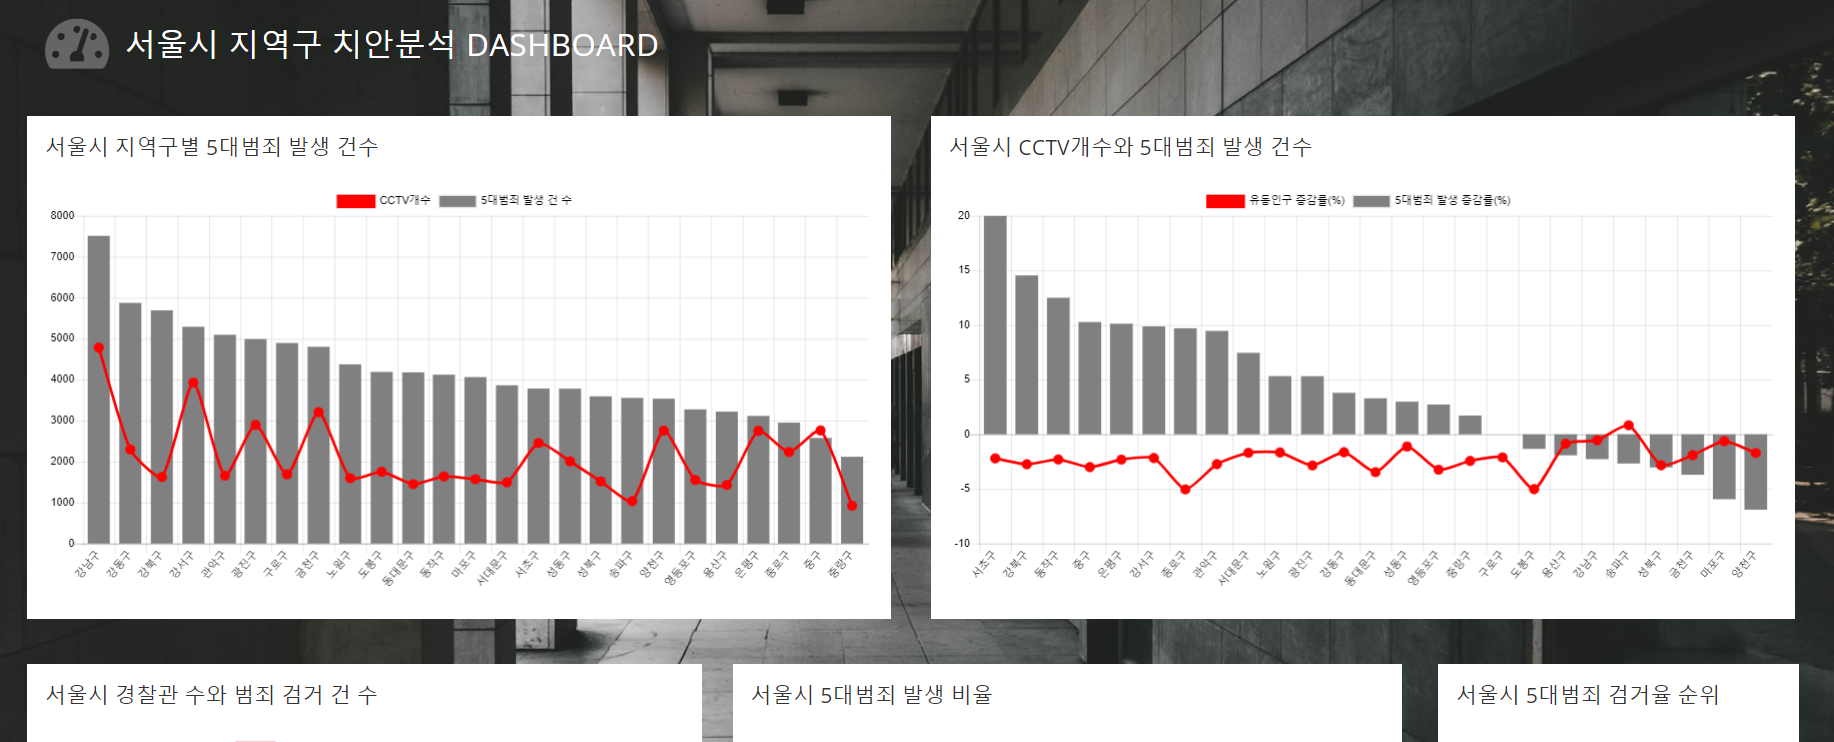 서울시 지역구 치안분석 DASHBOARD
서울시 지역구별 5대범죄 발생 건수
CCTV개수 5대범죄 발생 건 수
8000
7000
6000
5000
4000
3000
2000
1000
0
강남구 강동구 강북구 강서구 관악구 광진구 구로구 금천구 노원구 도봉구 동대문구 동작구 마포구 서대문구 서초구 성동구 성북구 송파구 양천구 영등포구 용산구 은평구 종로구 중구 중랑구
서울시 CCTV개수와 5대범죄 발생 건수
유동인구 증감률(%) 5대범죄 발생 증감률(%)
20
15
10
5
0
-5
-10
서초구 강북구 동작구 중구 은평구 강서구 종로구 관악구 서대문구 노원구 광진구 강동구 동대문구 성동구 영등포구 중랑구 구로구 도봉구 용산구 강남구 송파구 성북구 금천구 마포구 양천구
서울시 경찰관 수와 범죄 검거 건 수
서울시 5대범죄 발생 비율
서울시 5대범죄 검거율 순위